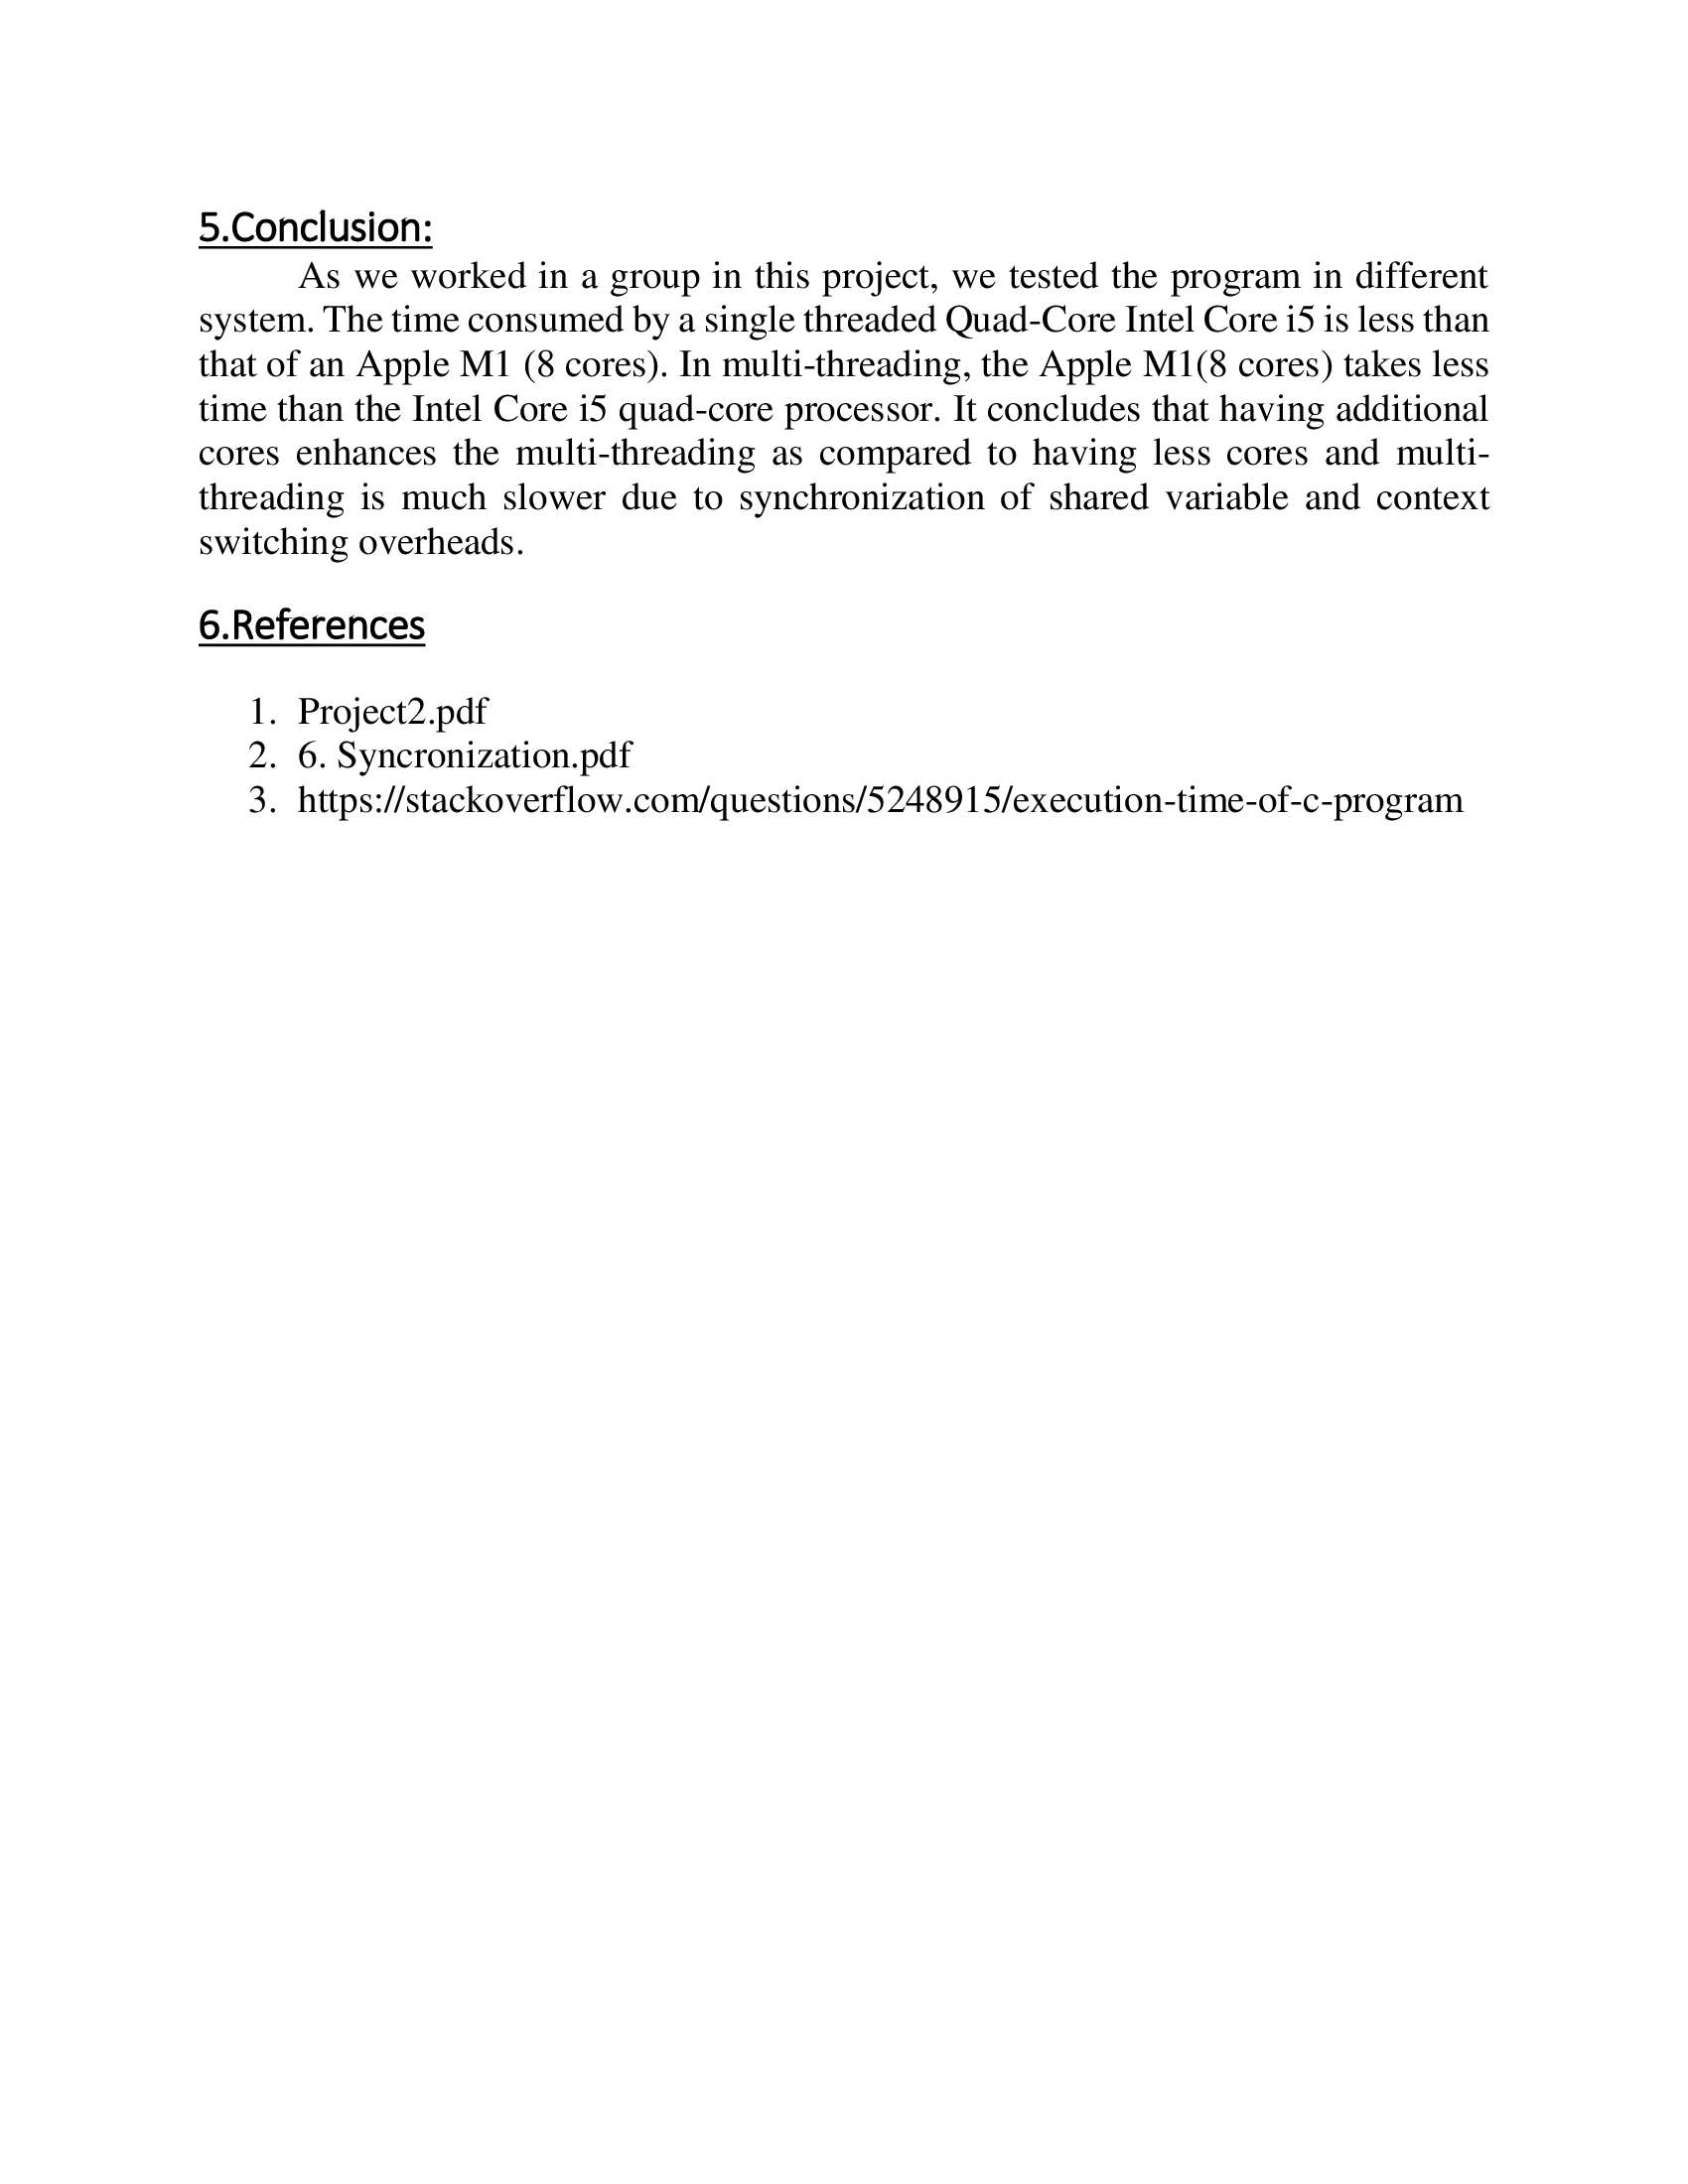 5.Conclusion:
As we worked in a group in this project, we tested the program in different
system. The time consumed by a single threaded Quad-Core Intel Core i5 is less than
that of an Apple M1 (8 cores). In multi-threading, the Apple M1(8 cores) takes less
time than the Intel Core i5 quad-core processor. It concludes that having additional
cores enhances the multi-threading as compared to having less cores and multi-
threading is much slower due to synchronization of shared variable and context
switching overheads.
6.References
1. Project2.pdf
2. 6. Syncronization.pdf
3. https://stackoverflow.com/questions/5248915/execution-time-of-c-program